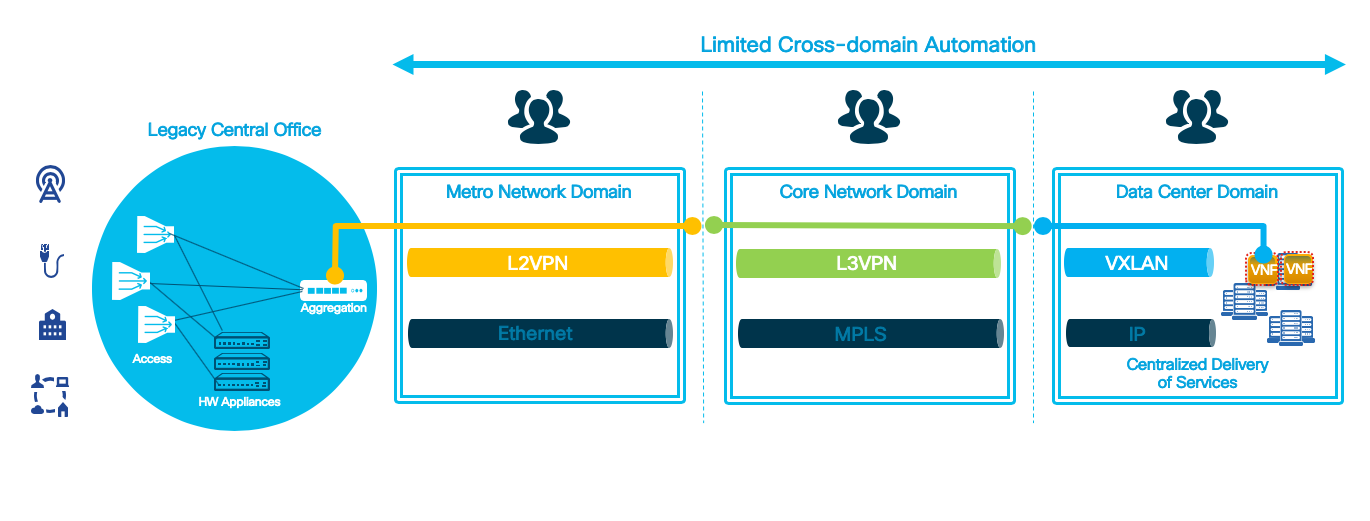 Limited Cross-domain Automation
Legacy Central Office
Metro Network Domain
Core Network Domain
Data Center Domain
L2VPN
L3VPN
VXLAN
VNF
VNF
Aggregation
Ethernet
MPLS
IP
Access
HW Appliances
Centralized Delivery
of Services